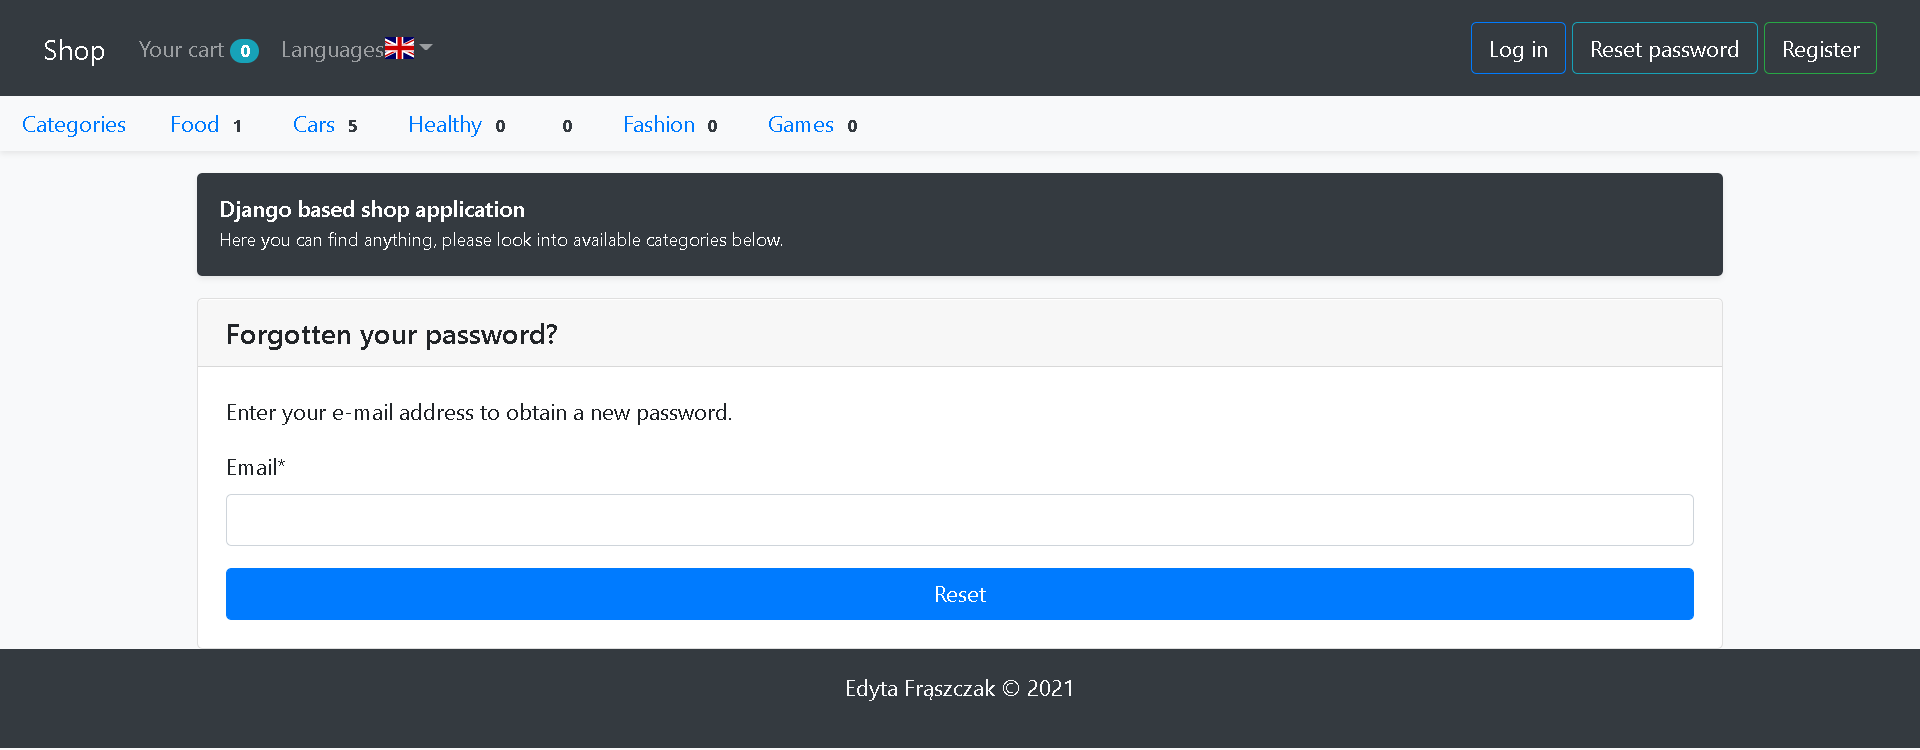 Shop Your cart 0 Languages Log in Reset password Register
Categories Food 1 Cars 5 Healthy 0 0 Fashion 0 Games 0
Django based shop application
Here you can find anything, please look into available categories below.
Forgotten your password?
Enter your e-mail address to obtain a new password.
Email*
Reset
Edyta Frąszczak © 2021